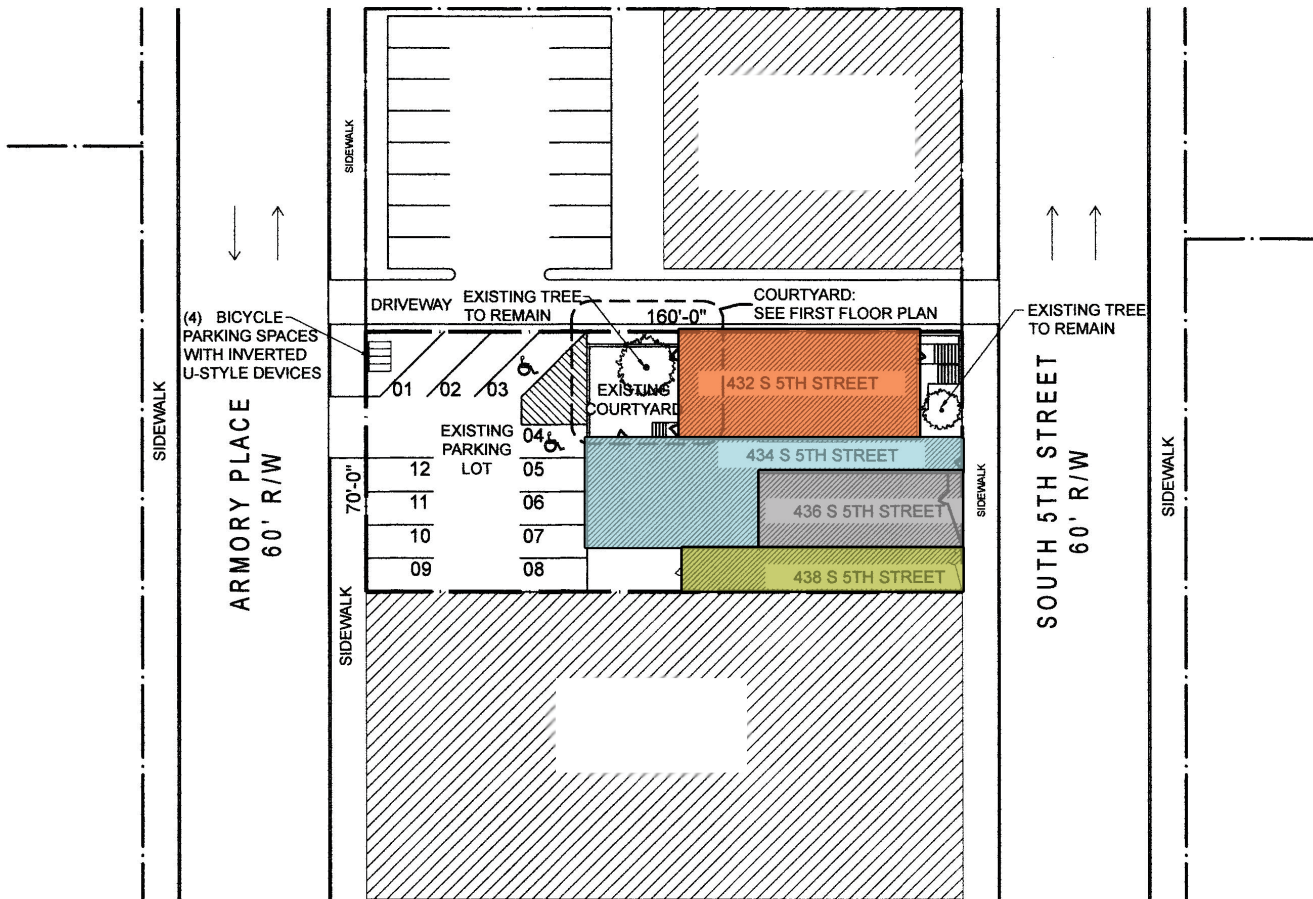 SIDEWALK
DRIVEWAY
EXISTING TREE
TO REMAIN
160'-0"
COURTYARD:
SEE FIRST FLOOR PLAN
EXISTING TREE
TO REMAIN
(4) BICYCLE
PARKING SPACES
WITH INVERTED
U-STYLE DEVICES
01
02
03
EXISTING
COURTYARD
432 S 5TH STREET
SIDEWALK
ARMORY PLACE
60' R/W
EXISTING
PARKING
LOT
04
434 S 5TH STREET
12
05
11
06
436 S 5TH STREET
10
07
09
08
438 S 5TH STREET
70'-0"
SIDEWALK
SIDEWALK
SOUTH 5TH STREET
60' R/W
SIDEWALK